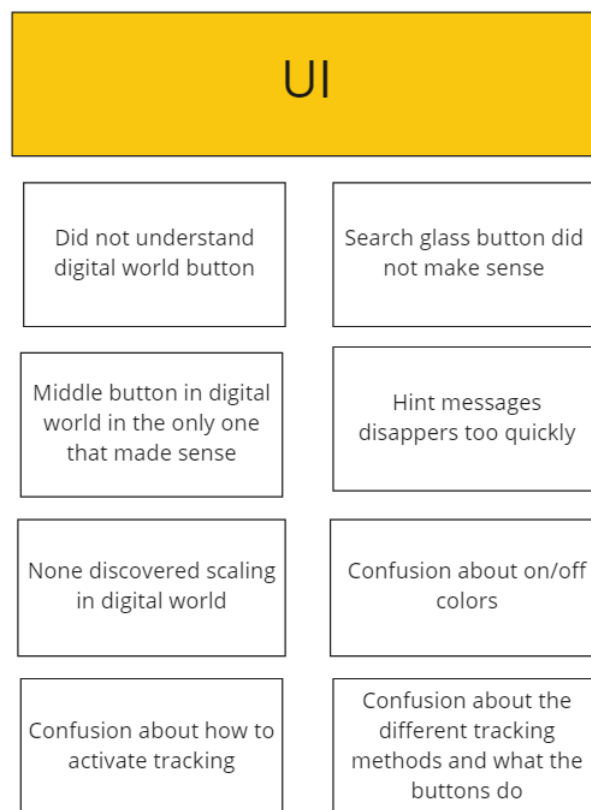 UI
Did not understand
digital world button
Search glass button did
not make sense
Middle button in digital
world in the only one
that made sense
Hint messages
disappers too quickly
None discovered scaling
in digital world
Confusion about on/off
colors
Confusion about how to
activate tracking
Confusion about the
different tracking
methods and what the
buttons do